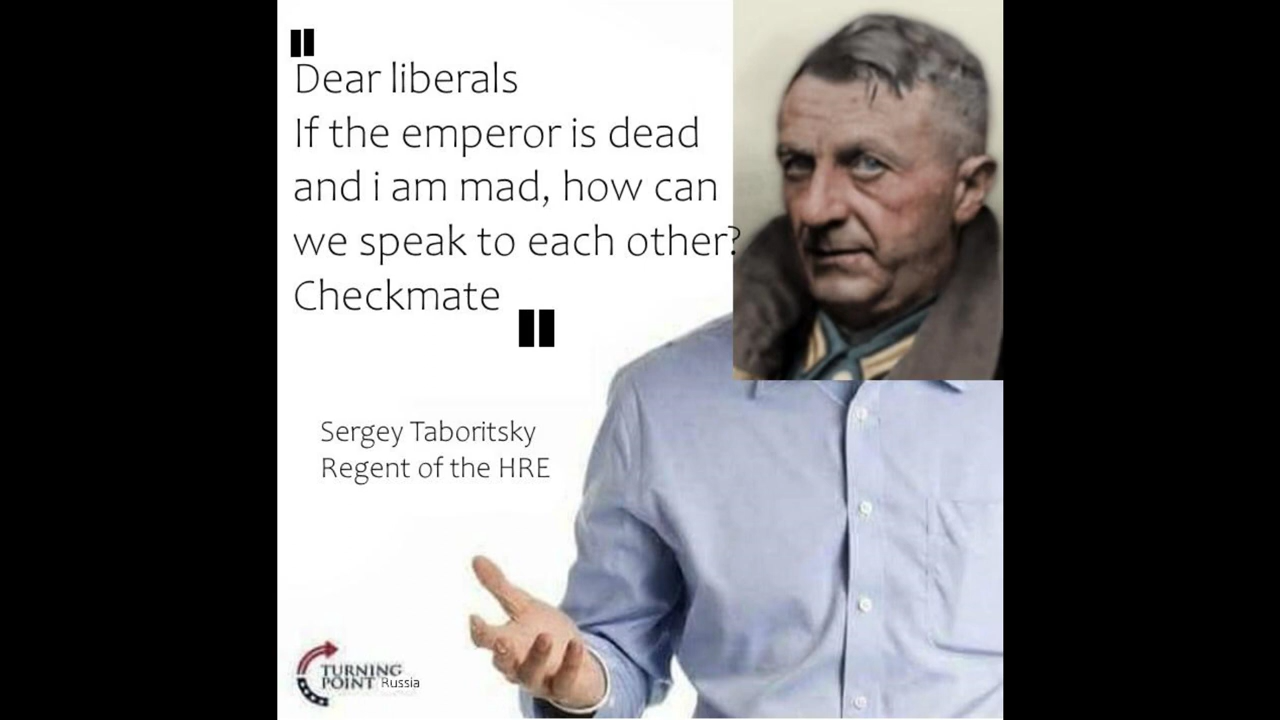 "
Dear liberals
If the emperor is dead
and i am mad, how can
we speak to each other?
Checkmate
"
Sergey Taboritsky
Regent of the HRE
TURNING
POINT Russia